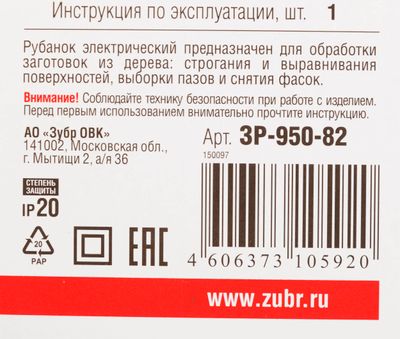 Инструкция по эксплуатации, шт. 1
Рубанок электрический предназначен для обработки
заготовок из дерева: строгания и выравнивания
поверхностей, выборки пазов и снятия фасок.
Внимание! Соблюдайте технику безопасности при работе с изделием.
Перед первым использованием внимательно прочтите инструкцию.
АО «Зубр ОВК»
141002, Московская обл.,
г. Мытищи 2, а/я 36
Арт. ЗР-950-82
150097
СТЕПЕНЬ
ЗАЩИТЫ
IP 20
20
PAP
EAC
4 606373 105920
www.zubr.ru